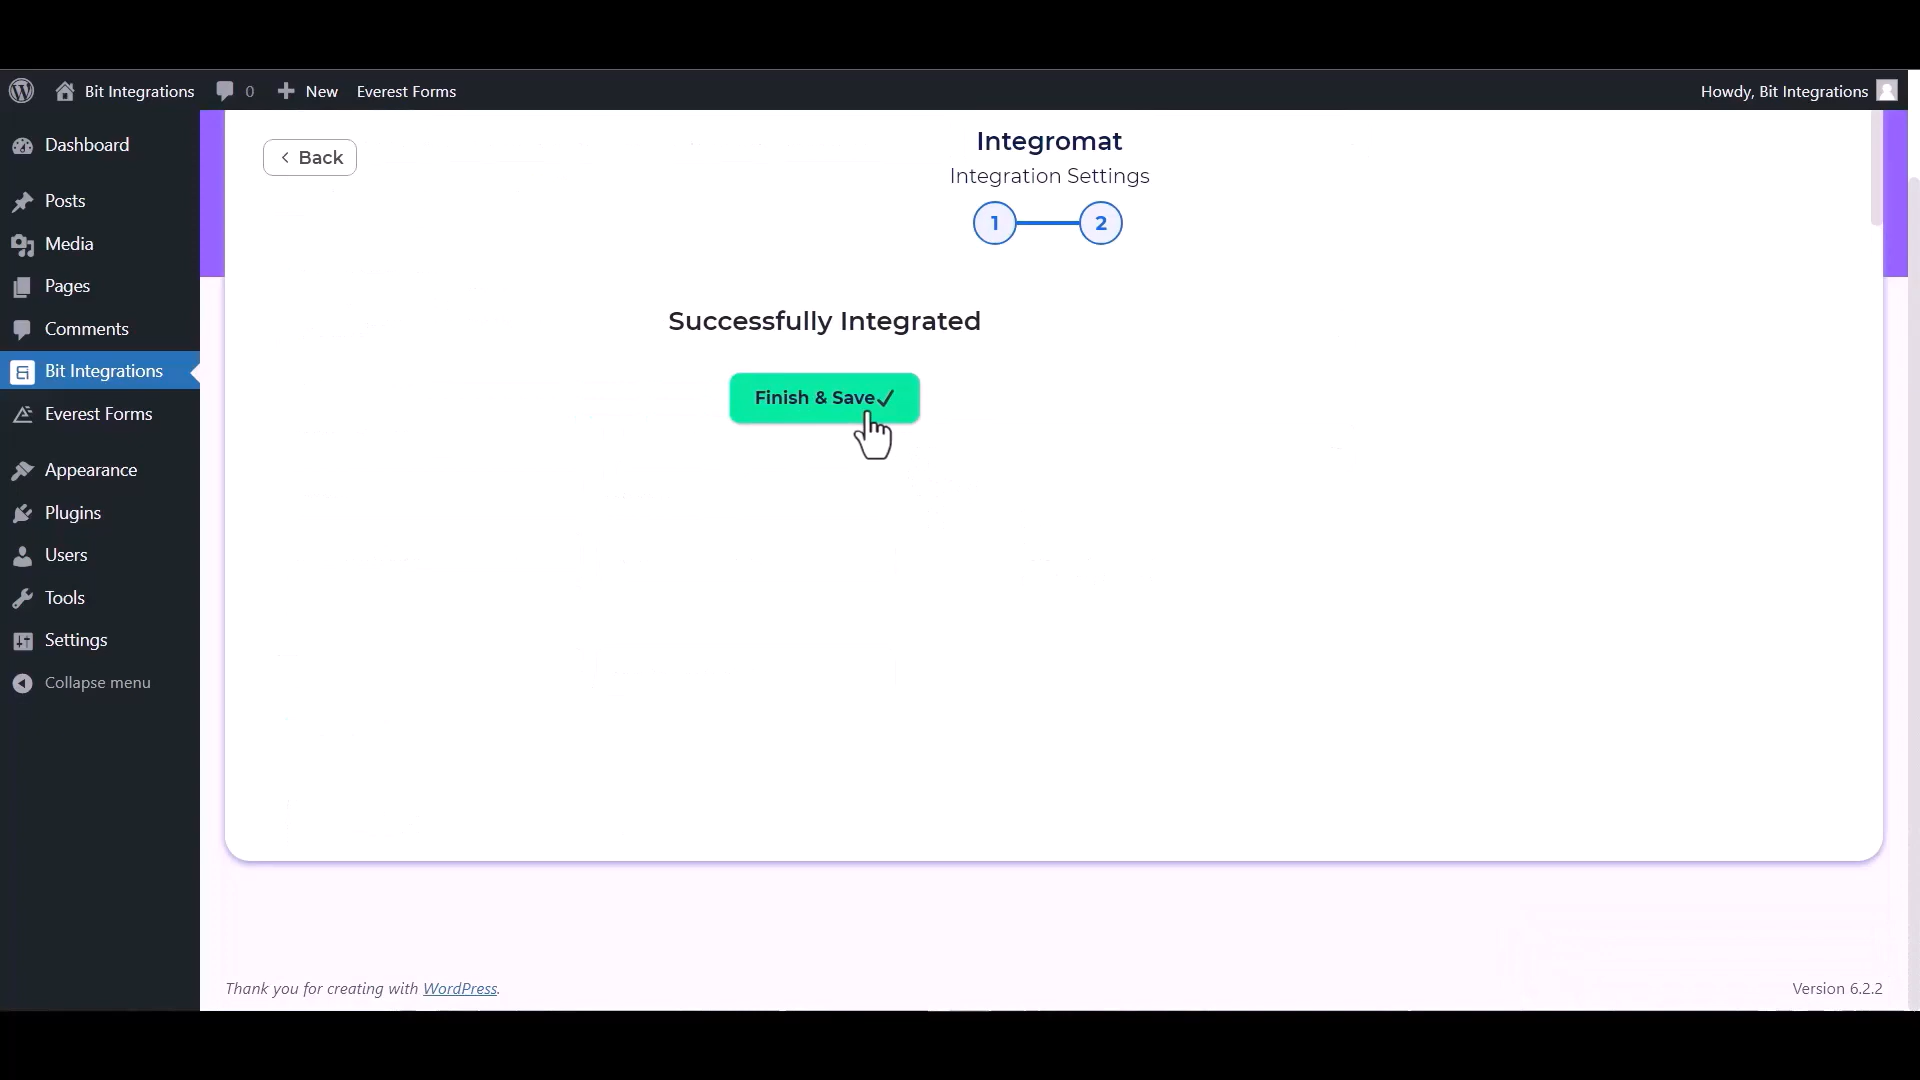 Bit Integrations 0 New Everest Forms Howdy, Bit Integrations
Dashboard
Posts
Media
Pages
Comments
Bit Integrations
Everest Forms
Appearance
Plugins
Users
Tools
Settings
Collapse menu
Back
Integromat
Integration Settings
1 2
Successfully Integrated
Finish & Save
Thank you for creating with WordPress.
Version 6.2.2